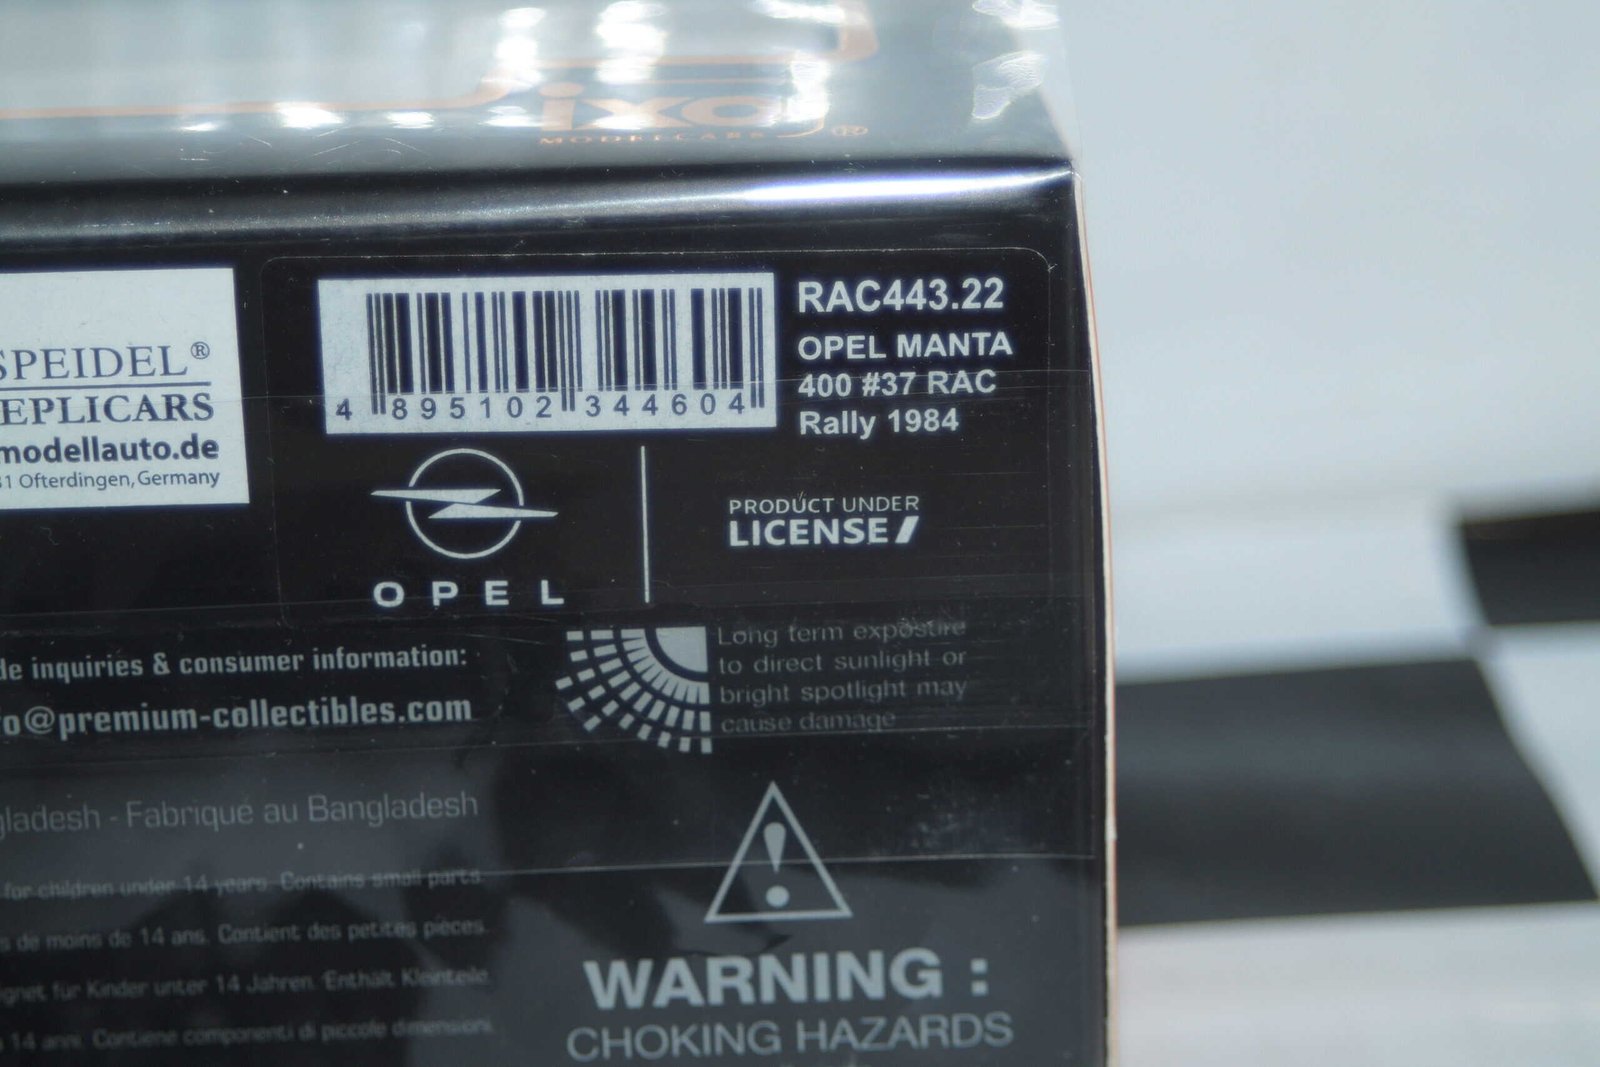 ixo
MODELCARS ®
SPEIDEL®
EPLICARS
modellauto.de
31 Ofterdingen, Germany
4 895102 344604
RAC443.22
OPEL MANTA
400 #37 RAC
Rally 1984
OPEL
PRODUCT UNDER
LICENSE
Long term exposure
to direct sunlight or
bright spotlight may
cause damage
de inquiries & consumer information:
fo@premium-collectibles.com
gladesh - Fabriqué au Bangladesh
for children under 14 years. Contains small parts.
s de moins de 14 ans. Contient des petites pièces.
ignet für Kinder unter 14 Jahren. Enthält Kleinteile.
14 anni. Contiene componenti di piccole dimensioni
WARNING :
CHOKING HAZARDS